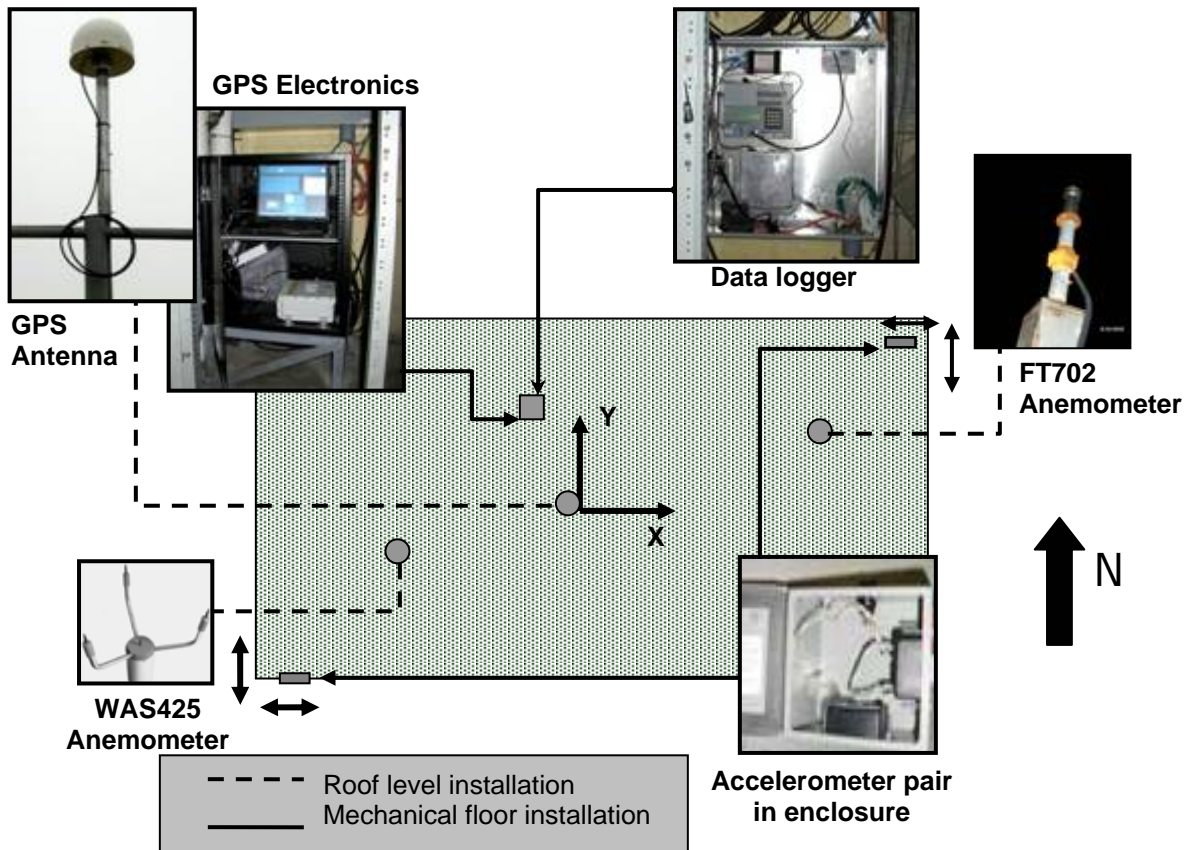 GPS Electronics
Data logger
GPS
Antenna
FT702
Anemometer
Y
X
N
WAS425
Anemometer
Accelerometer pair
in enclosure
Roof level installation
Mechanical floor installation